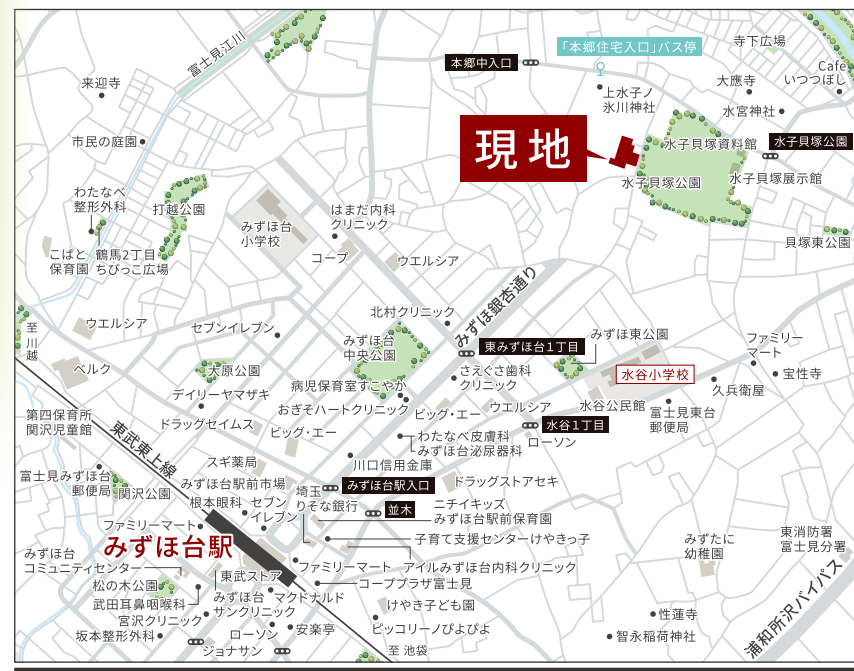 「本郷住宅入口」バス停
寺下広場
富士見江川
本郷中入口
Cafe
いつつぼし
来迎寺
大應寺
上水子ノ
氷川神社
水宮神社
市民の庭園
現地
水子貝塚資料館
水子貝塚公園
水子貝塚公園
水子貝塚展示館
わたなべ
整形外科
打越公園
はまだ内科
クリニック
みずほ台
小学校
貝塚東公園
こばと
保育園
鶴馬2丁目
ちびっこ広場
コープ
ウエルシア
みずほ銀杏通り
至川越
ウエルシア
セブンイレブン
北村クリニック
みずほ台
中央公園
東みずほ台1丁目
みずほ東公園
ファミリー
マート
ベルク
大原公園
さえぐさ歯科
クリニック
水谷小学校
宝性寺
病児保育室すこやか
久兵衛屋
デイリーヤマザキ
おぎそハートクリニック
ビッグ・エー
ウエルシア
水谷公民館
富士見東台
郵便局
第四保育所
関沢児童館
ドラッグセイムス
水谷1丁目
東武東上線
ビッグ・エー
わたなべ皮膚科
みずほ台泌尿器科
ローソン
スギ薬局
川口信用金庫
富士見みずほ台
郵便局
関沢公園
みずほ台駅前市場
みずほ台駅入口
ドラッグストアセキ
根本眼科
セブン
イレブン
埼玉
りそな銀行
並木
ニチイキッズ
みずほ台駅前保育園
ファミリーマート
みずほ台駅
子育て支援センターけやきっ子
みずたに
幼稚園
東消防署
富士見分署
みずほ台
コミュニティセンター
東武ストア
ファミリーマート
アイルみずほ台内科クリニック
松の木公園
コーププラザ富士見
武田耳鼻咽喉科
みずほ台
サンクリニック
マクドナルド
けやき子ども園
宮沢クリニック
性蓮寺
浦和所沢バイパス
坂本整形外科
ローソン
安楽亭
ピッコリーノぴよぴよ
智永稲荷神社
ジョナサン
至 池袋